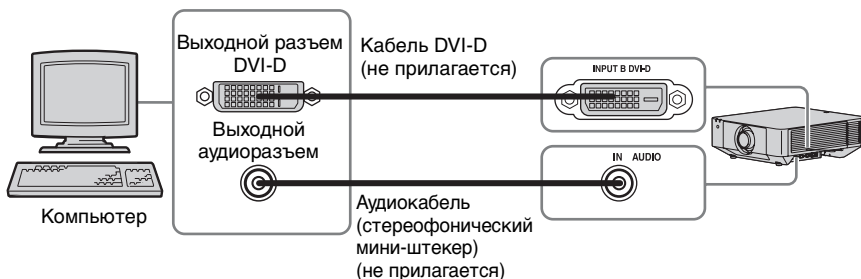 Выходной разъем
DVI-D
Кабель DVI-D
(не прилагается)
INPUT B DVI-D
Выходной
аудиоразъем
IN AUDIO
Компьютер
Аудиокабель
(стереофонический
мини-штекер)
(не прилагается)